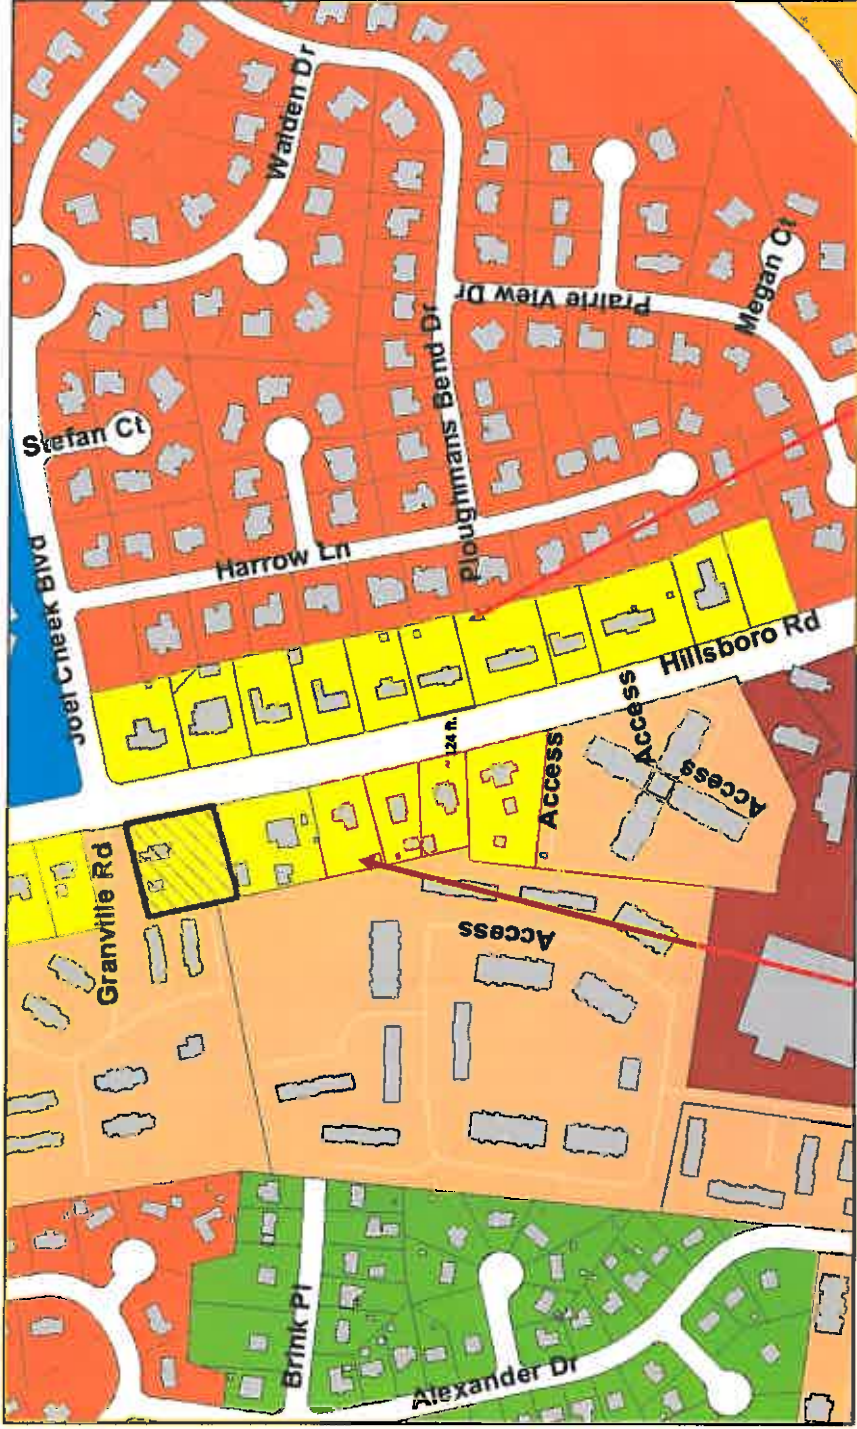 Walden Dr
Stefan Ct
Joel Cheek Blvd
Harrow Ln
Ploughmans Bend Dr
Prairie View Dr
Megan Ct
Hillsboro Rd
~ 124 ft.
Access
Access
Access
Granville Rd
Access
Brink Pl
Alexander Dr